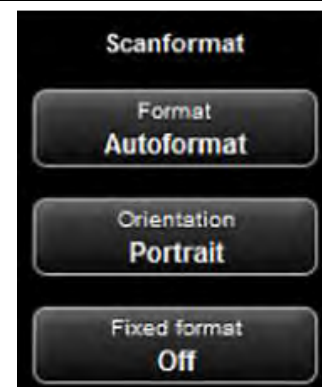 Scanformat
Format
Autoformat
Orientation
Portrait
Fixed format
Off